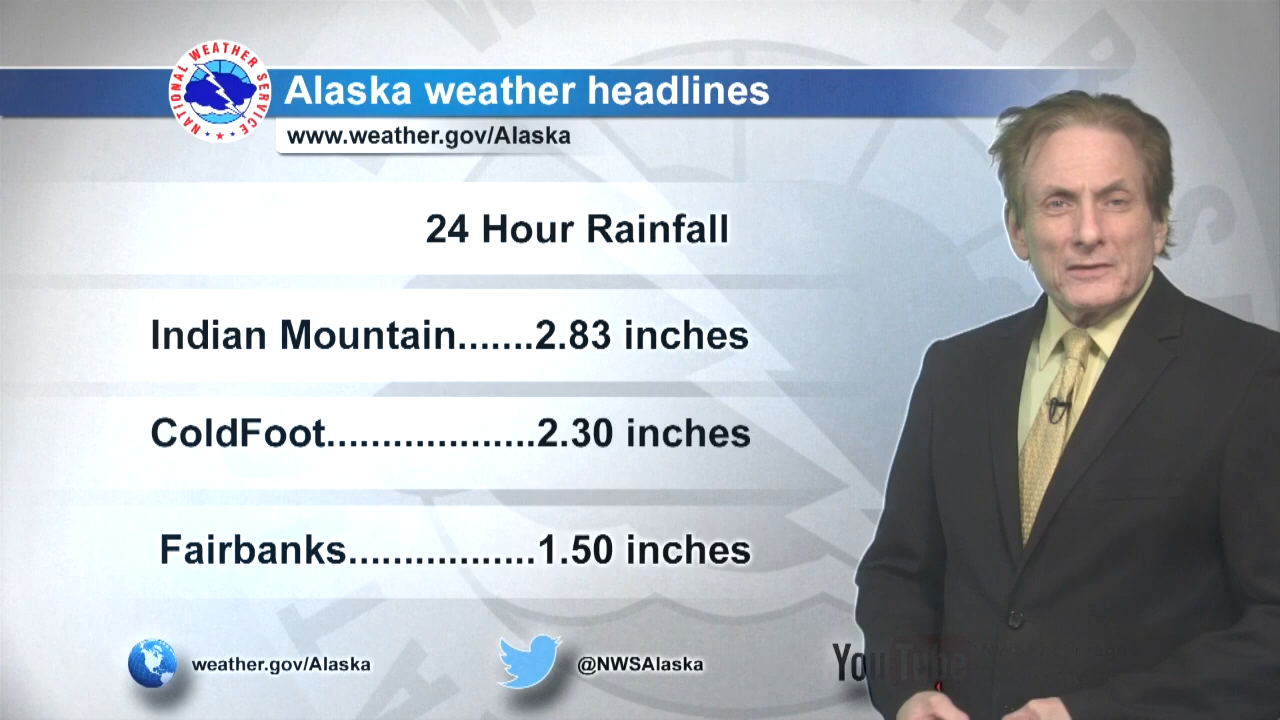 NATIONAL WEATHER SERVICE
Alaska weather headlines
www.weather.gov/Alaska
24 Hour Rainfall
Indian Mountain.......2.83 inches
ColdFoot...................2.30 inches
Fairbanks.................1.50 inches
weather.gov/Alaska
@NWSAlaska
YouTube